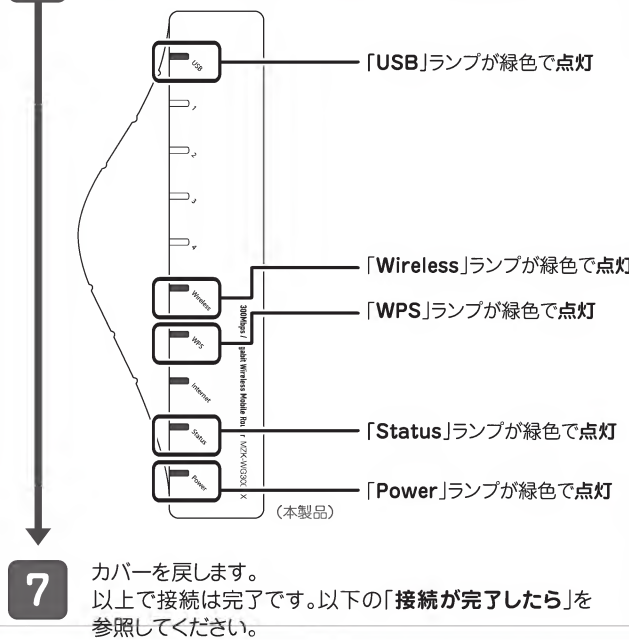 USB
「USB」ランプが緑色で点灯
1
2
3
4
Wireless
「Wireless」ランプが緑色で点灯
WPS
「WPS」ランプが緑色で点灯
Internet
Status
「Status」ランプが緑色で点灯
Power
「Power」ランプが緑色で点灯
300Mbps / gabit Wireless Mobile Rou r MZK-WG300 X
(本製品)
7
カバーを戻します。
以上で接続は完了です。以下の「接続が完了したら」を
参照してください。